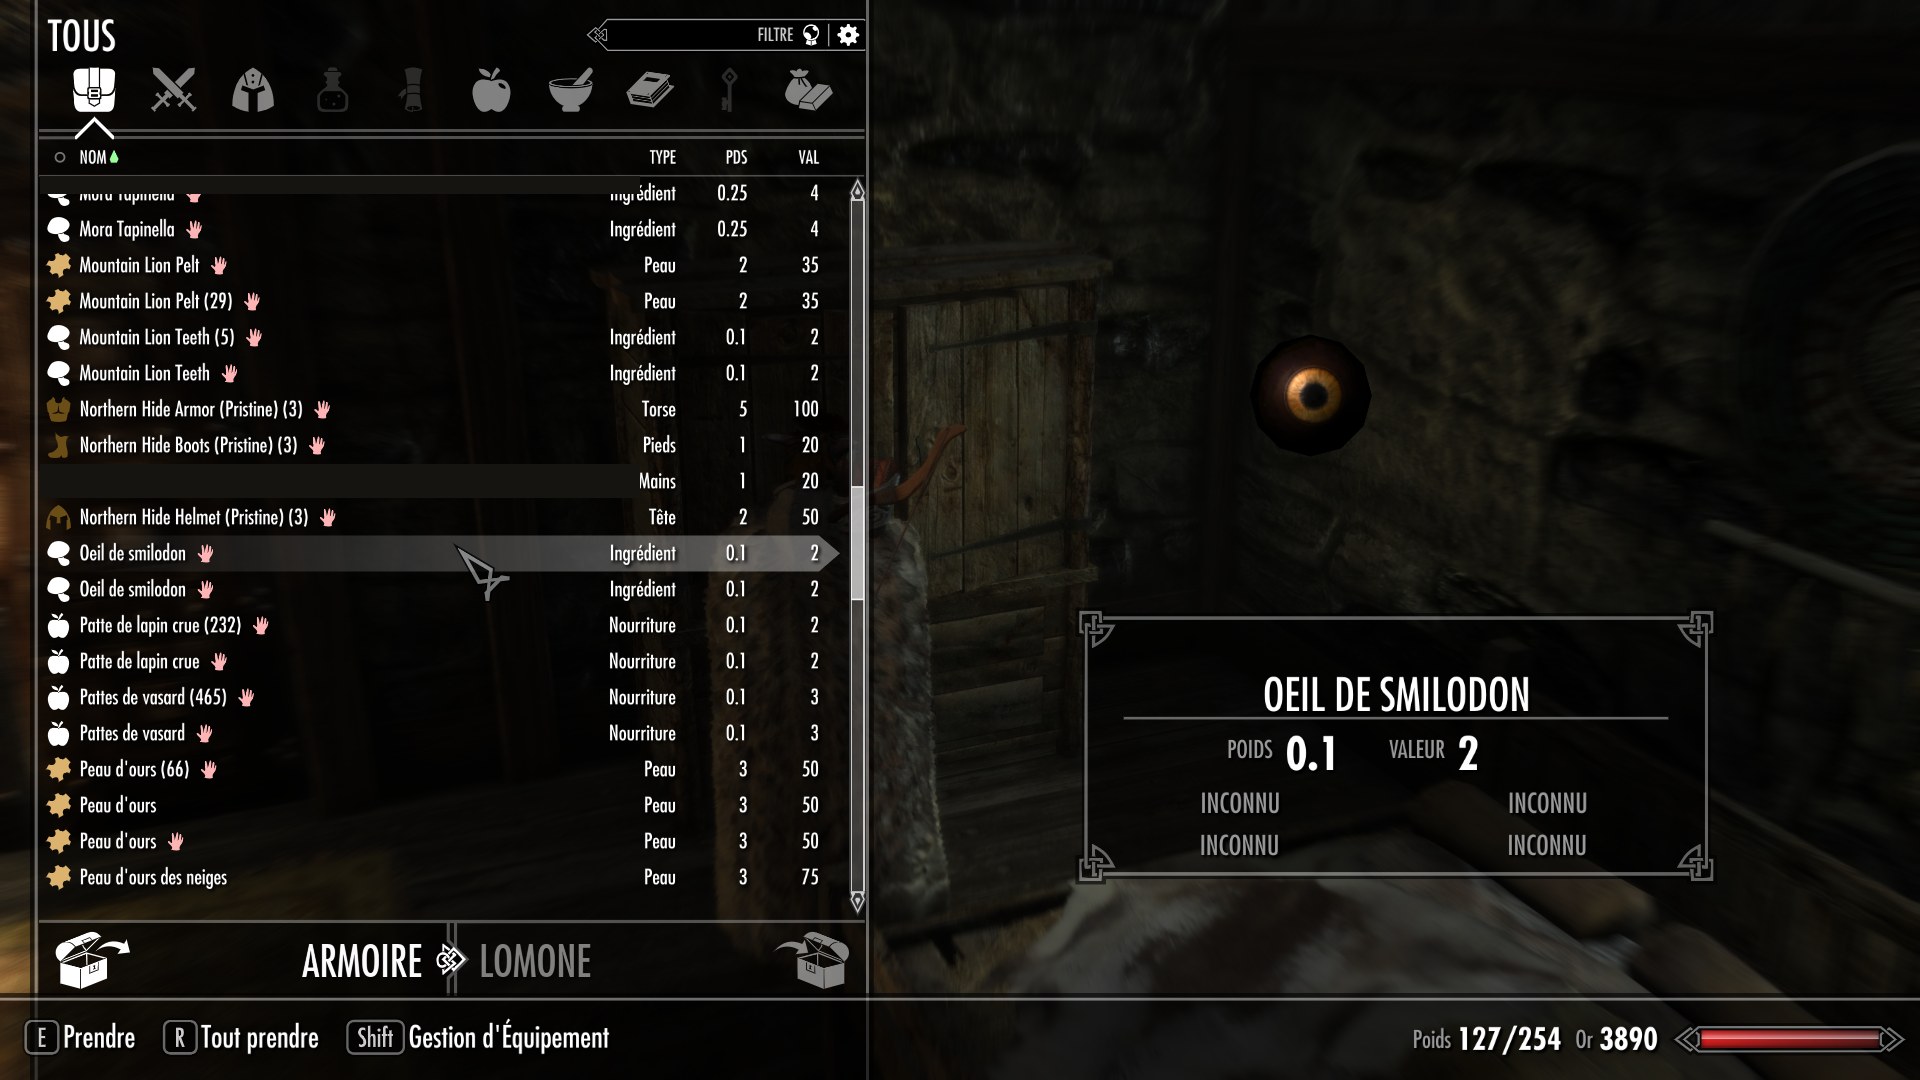 TOUS
FILTRE
NOM TYPE PDS VAL
Mora Tapinella Ingrédient 0.25 4
Mora Tapinella Ingrédient 0.25 4
Mountain Lion Pelt Peau 2 35
Mountain Lion Pelt (29) Peau 2 35
Mountain Lion Teeth (5) Ingrédient 0.1 2
Mountain Lion Teeth Ingrédient 0.1 2
Northern Hide Armor (Pristine) (3) Torse 5 100
Northern Hide Boots (Pristine) (3) Pieds 1 20
Mains 1 20
Northern Hide Helmet (Pristine) (3) Tête 2 50
Oeil de smilodon Ingrédient 0.1 2
Oeil de smilodon Ingrédient 0.1 2
Patte de lapin crue (232) Nourriture 0.1 2
Patte de lapin crue Nourriture 0.1 2
Pattes de vasard (465) Nourriture 0.1 3
Pattes de vasard Nourriture 0.1 3
Peau d'ours (66) Peau 3 50
Peau d'ours Peau 3 50
Peau d'ours Peau 3 50
Peau d'ours des neiges Peau 3 75
OEIL DE SMILODON
POIDS 0.1 VALEUR 2
INCONNU INCONNU
INCONNU INCONNU
ARMOIRE LOMONE
E Prendre R Tout prendre Shift Gestion d'Équipement
Poids 127/254 Or 3890